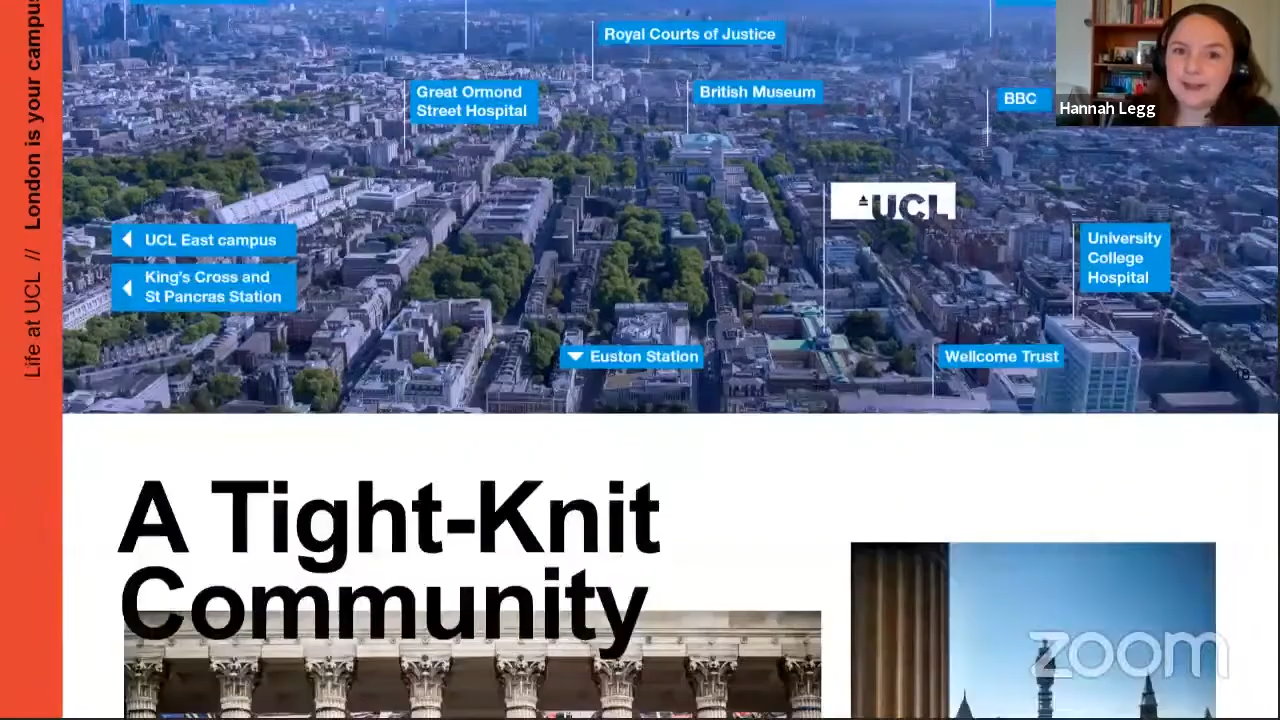 Life at UCL // London is your campus
Royal Courts of Justice
Great Ormond
Street Hospital
British Museum
BBC
Hannah Legg
UCL
UCL East campus
King's Cross and
St Pancras Station
University
College
Hospital
Euston Station
Wellcome Trust
A Tight-Knit
Community
zoom